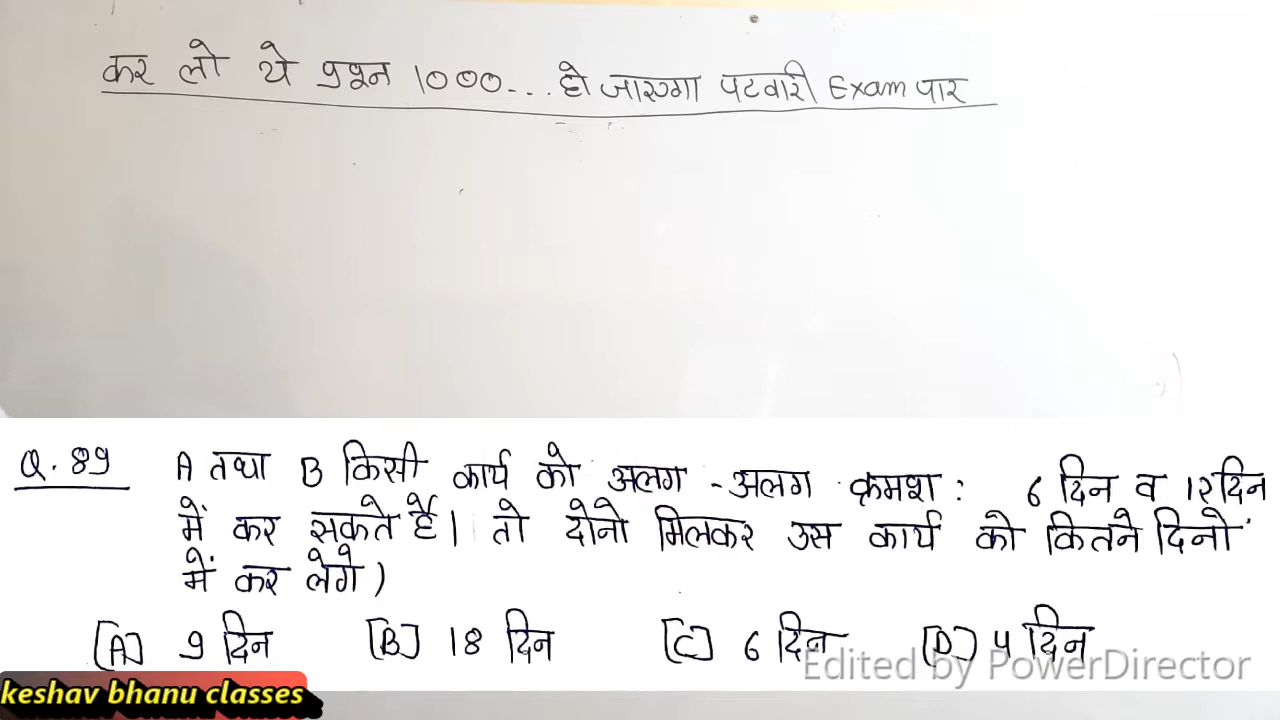 कर लो ये प्रश्न 1000... हो जाएगा पटवारी Exam पार
Q. 89 A तथा B किसी कार्य को अलग - अलग क्रमश: 6 दिन व 12 दिन
में कर सकते है। तो दोनो मिलकर उस कार्य को कितने दिनो
में कर लेगे)
[A] 9 दिन [B] 18 दिन [C] 6 दिन [D] 4 दिन
Edited by PowerDirector
keshav bhanu classes